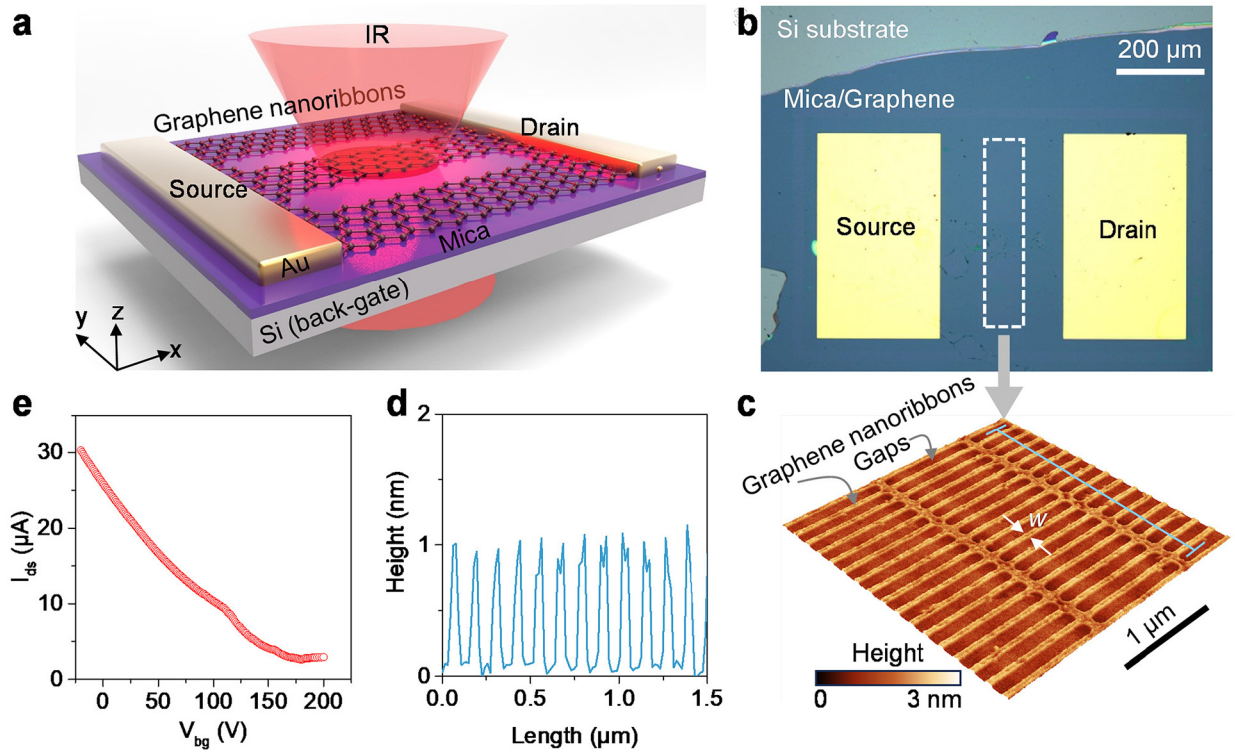 a
IR
Graphene nanoribbons
Drain
Source
Mica
Au
Si (back-gate)
y
z
x
b
Si substrate
200 µm
Mica/Graphene
Source
Drain
e
30
20
10
0
I_ds (µA)
0
50
100
150
200
V_bg (V)
d
2
1
0
Height (nm)
0.0
0.5
1.0
1.5
Length (µm)
c
Graphene nanoribbons
Gaps
w
1 µm
Height
0
3 nm